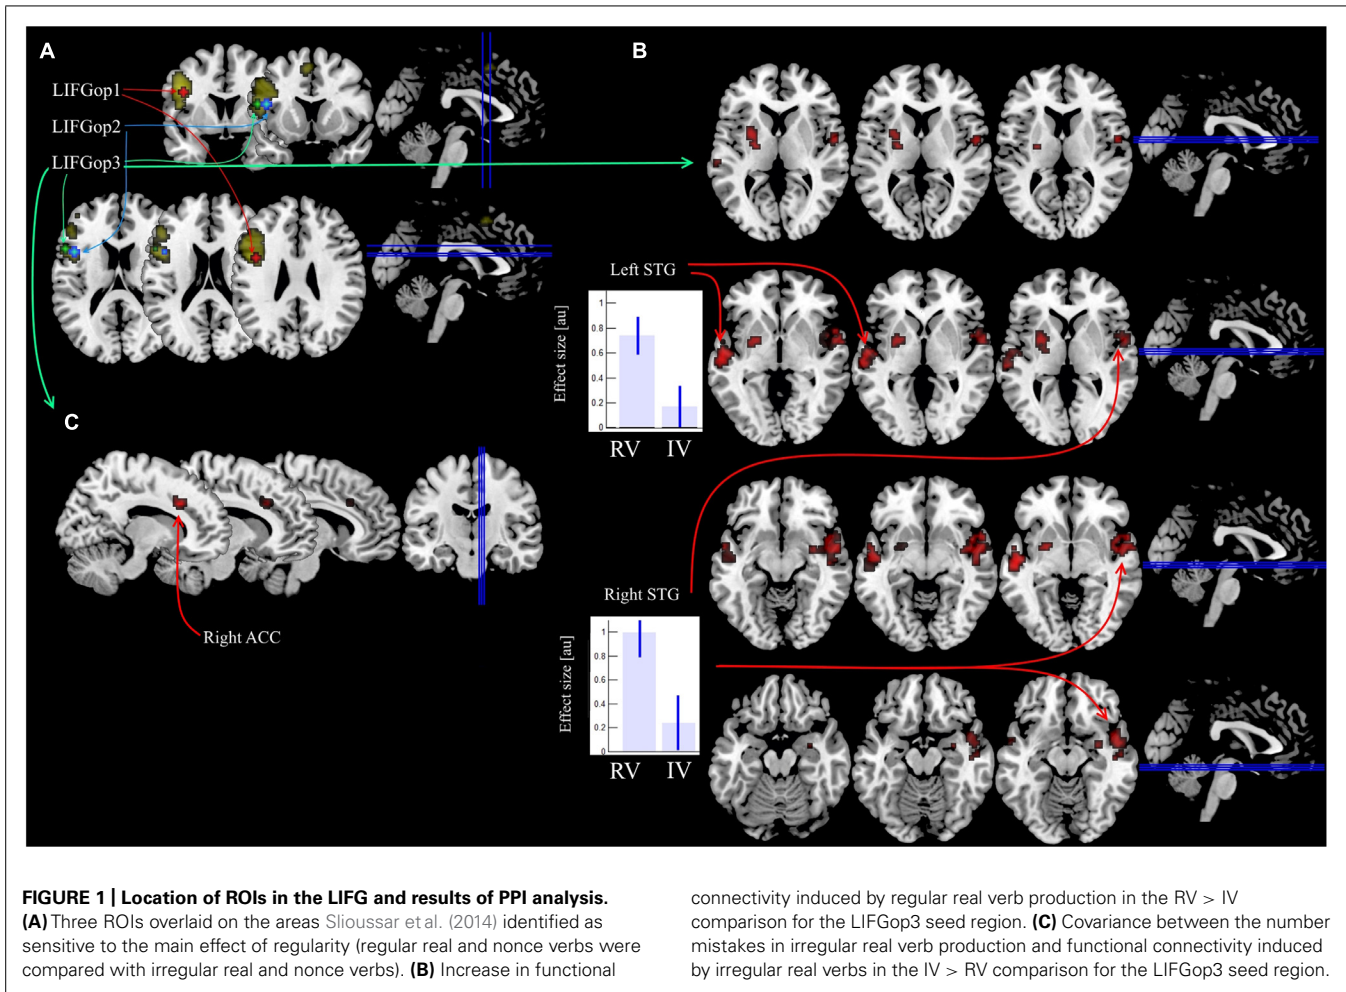 A
LIFGop1
LIFGop2
LIFGop3
B
Left STG
Effect size [au]
1
0.8
0.6
0.4
0.2
0
RV IV
C
Right ACC
Right STG
Effect size [au]
1
0.8
0.6
0.4
0.2
0
RV IV
FIGURE 1 | Location of ROIs in the LIFG and results of PPI analysis.
(A) Three ROIs overlaid on the areas Slioussar et al. (2014) identified as
sensitive to the main effect of regularity (regular real and nonce verbs were
compared with irregular real and nonce verbs). (B) Increase in functional
connectivity induced by regular real verb production in the RV > IV
comparison for the LIFGop3 seed region. (C) Covariance between the number
mistakes in irregular real verb production and functional connectivity induced
by irregular real verbs in the IV > RV comparison for the LIFGop3 seed region.